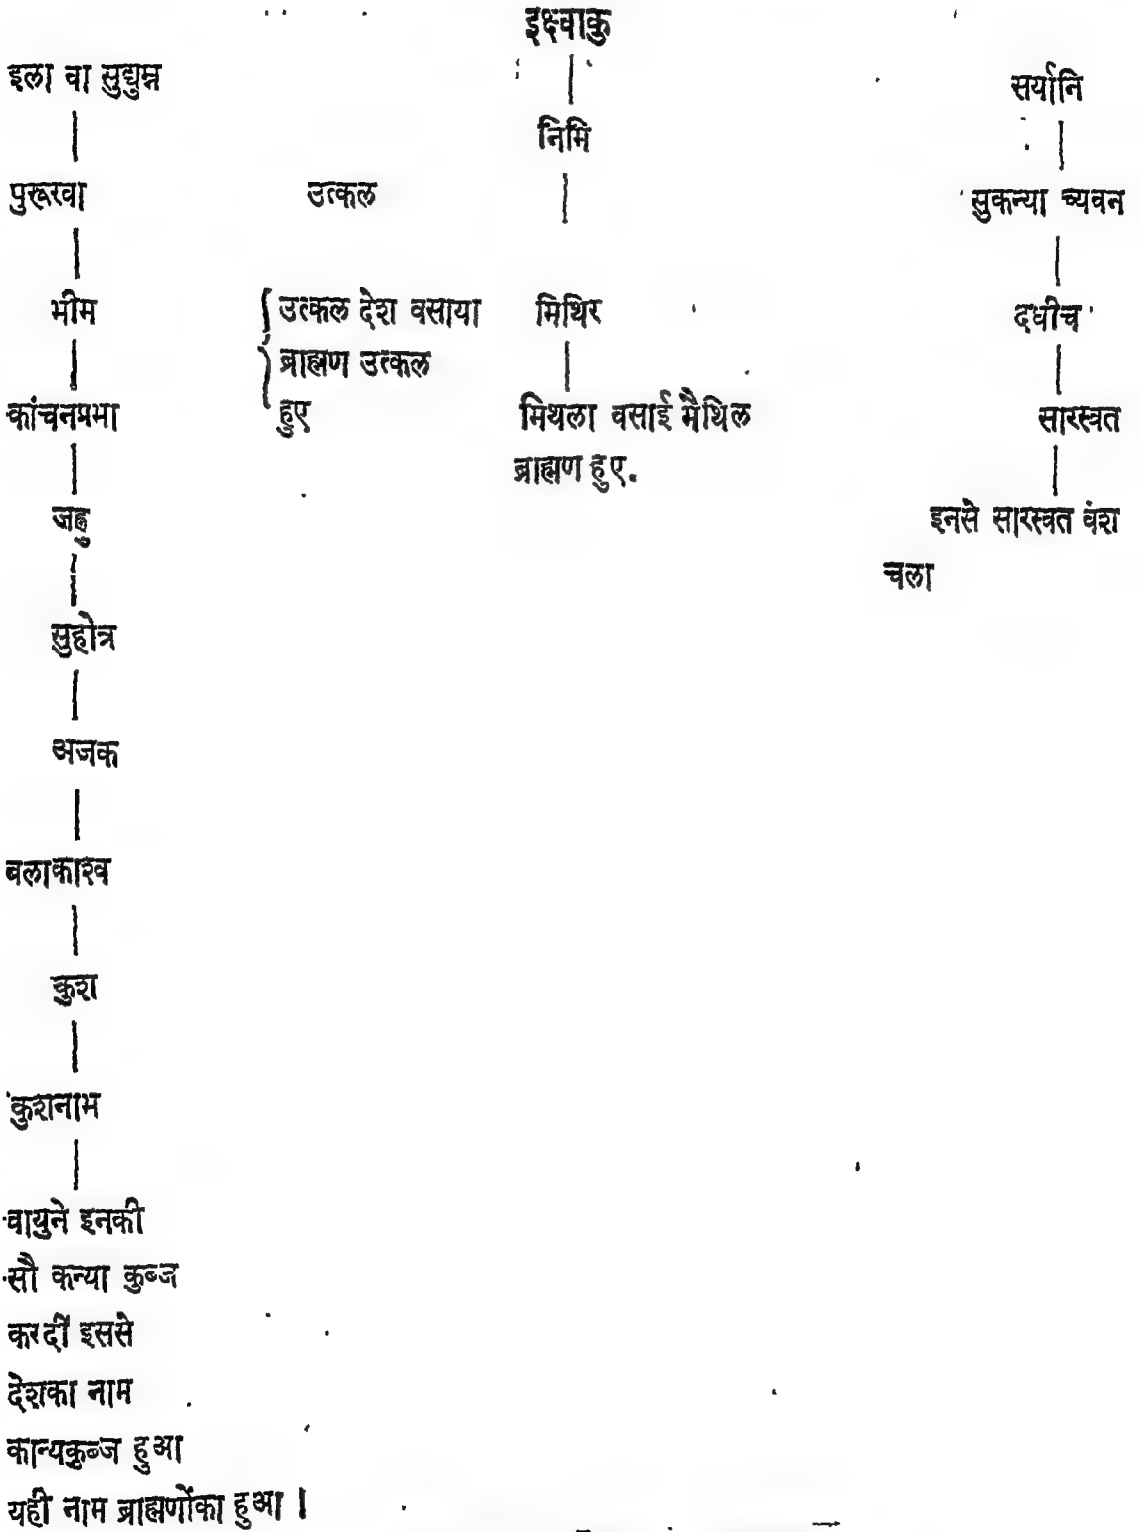 इक्ष्वाकु
इला वा सुद्युम्न
सर्यानि
निमि
पुरूरवा
उत्कल
सुकन्या च्यवन
भीम
उत्कल देश वसाया
मिथिर
दधीच
ब्राह्मण उत्कल
कांचनप्रभा
हुए
मिथला वसाई मैथिल
सारस्वत
ब्राह्मण हुए.
जह्नु
इनसे सारस्वत वंश
चला
सुहोत्र
अजक
बलाकाश्व
कुश
कुशनाभ
वायुने इनकी
सौ कन्या कुब्ज
करदीं इससे
देशका नाम
कान्यकुब्ज हुआ
यही नाम ब्राह्मणोंका हुआ ।